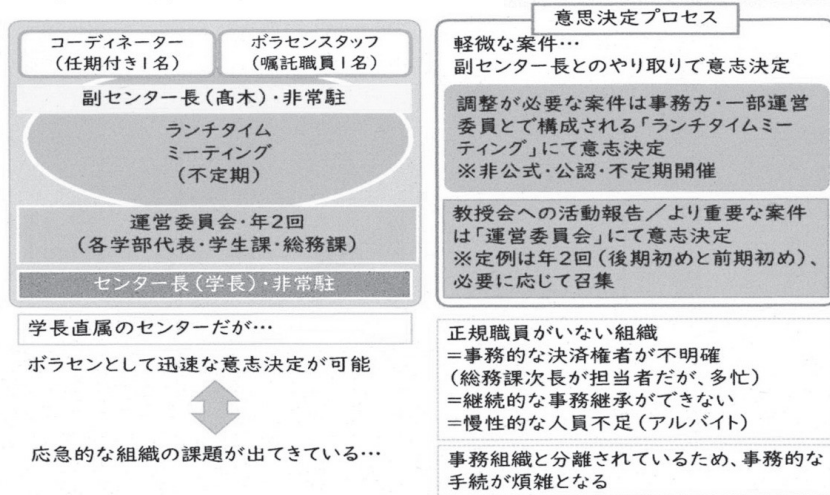 コーディネーター
(任期付き1名)
ボラセンスタッフ
(嘱託職員1名)
副センター長(髙木)・非常駐
ランチタイム
ミーティング
(不定期)
運営委員会・年2回
(各学部代表・学生課・総務課)
センター長(学長)・非常駐
学長直属のセンターだが…
ボラセンとして迅速な意志決定が可能
応急的な組織の課題が出てきている…
意思決定プロセス
軽微な案件…
副センター長とのやり取りで意志決定
調整が必要な案件は事務方・一部運営
委員とで構成される「ランチタイムミー
ティング」にて意志決定
※非公式・公認・不定期開催
教授会への活動報告/より重要な案件
は「運営委員会」にて意志決定
※定例は年2回(後期初めと前期初め)、
必要に応じて召集
正規職員がいない組織
=事務的な決済権者が不明確
(総務課次長が担当者だが、多忙)
=継続的な事務継承ができない
=慢性的な人員不足(アルバイト)
事務組織と分離されているため、事務的な
手続が煩雑となる